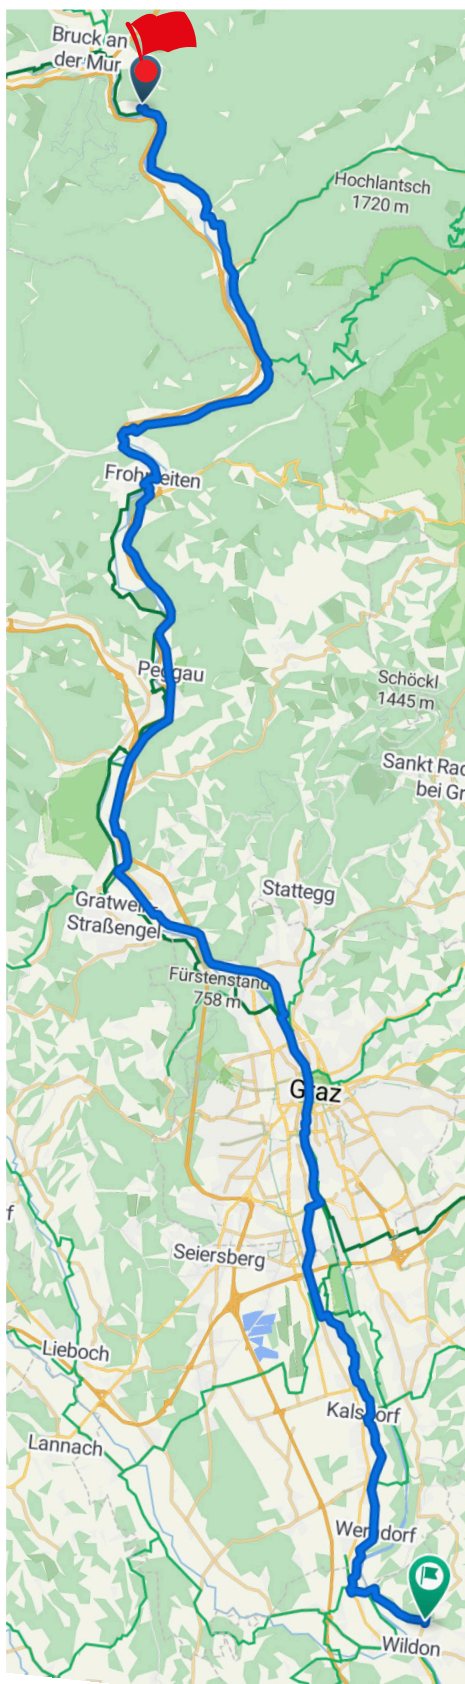 Bruck an
der Mur
Hochlantsch
1720 m
Frohnleiten
Peggau
Schöckl
1445 m
Sankt Rad
bei Gr
Stattegg
Gratwein-
Straßengel
Fürstenstand
758 m
Graz
f
Seiersberg
Lieboch
Kalsdorf
Lannach
Werndorf
Wildon